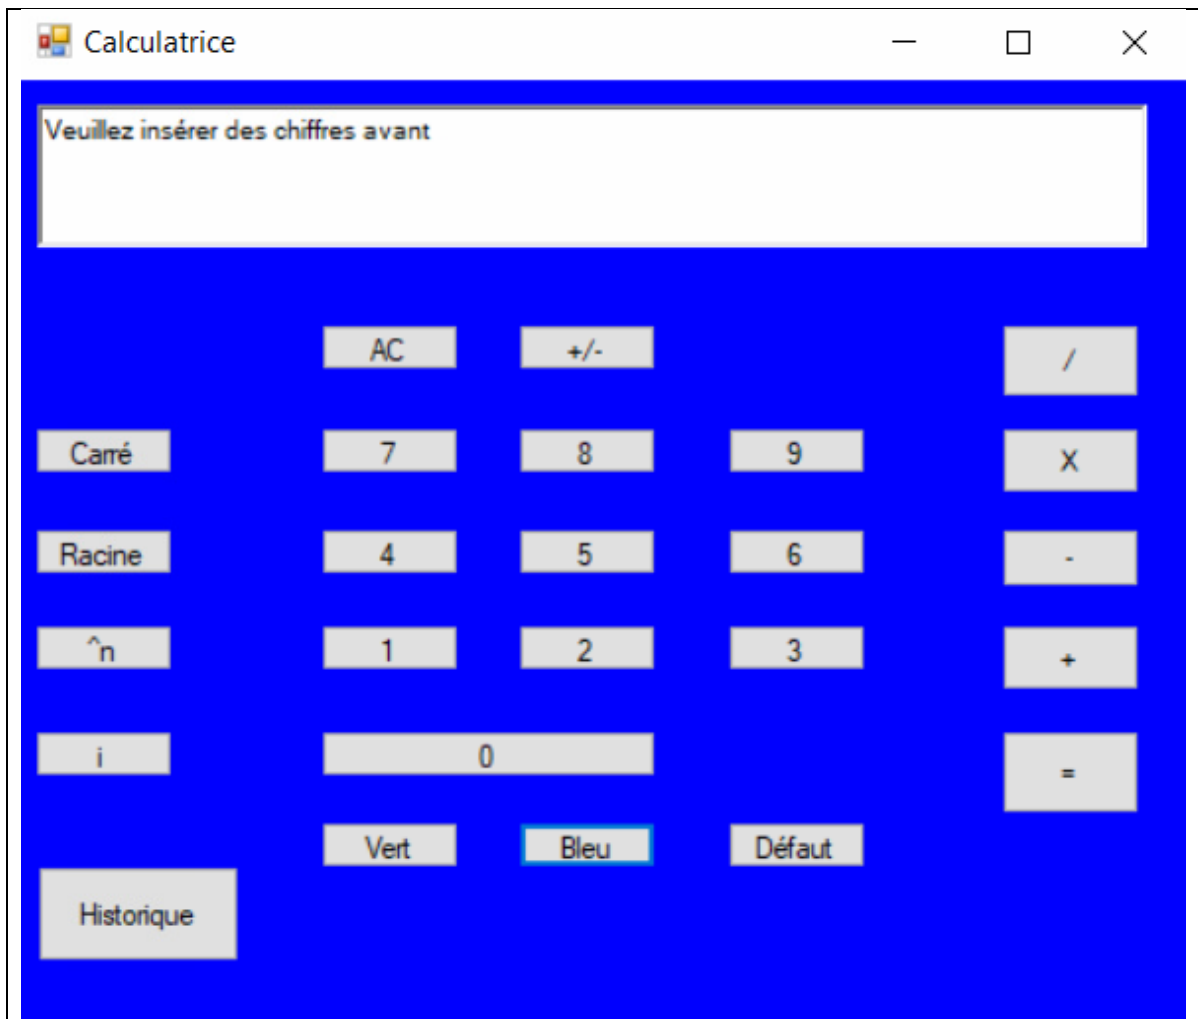 Calculatrice
Veuillez insérer des chiffres avant
AC +/- /
Carré 7 8 9 X
Racine 4 5 6 -
^n 1 2 3 +
i 0 =
Vert Bleu Défaut
Historique